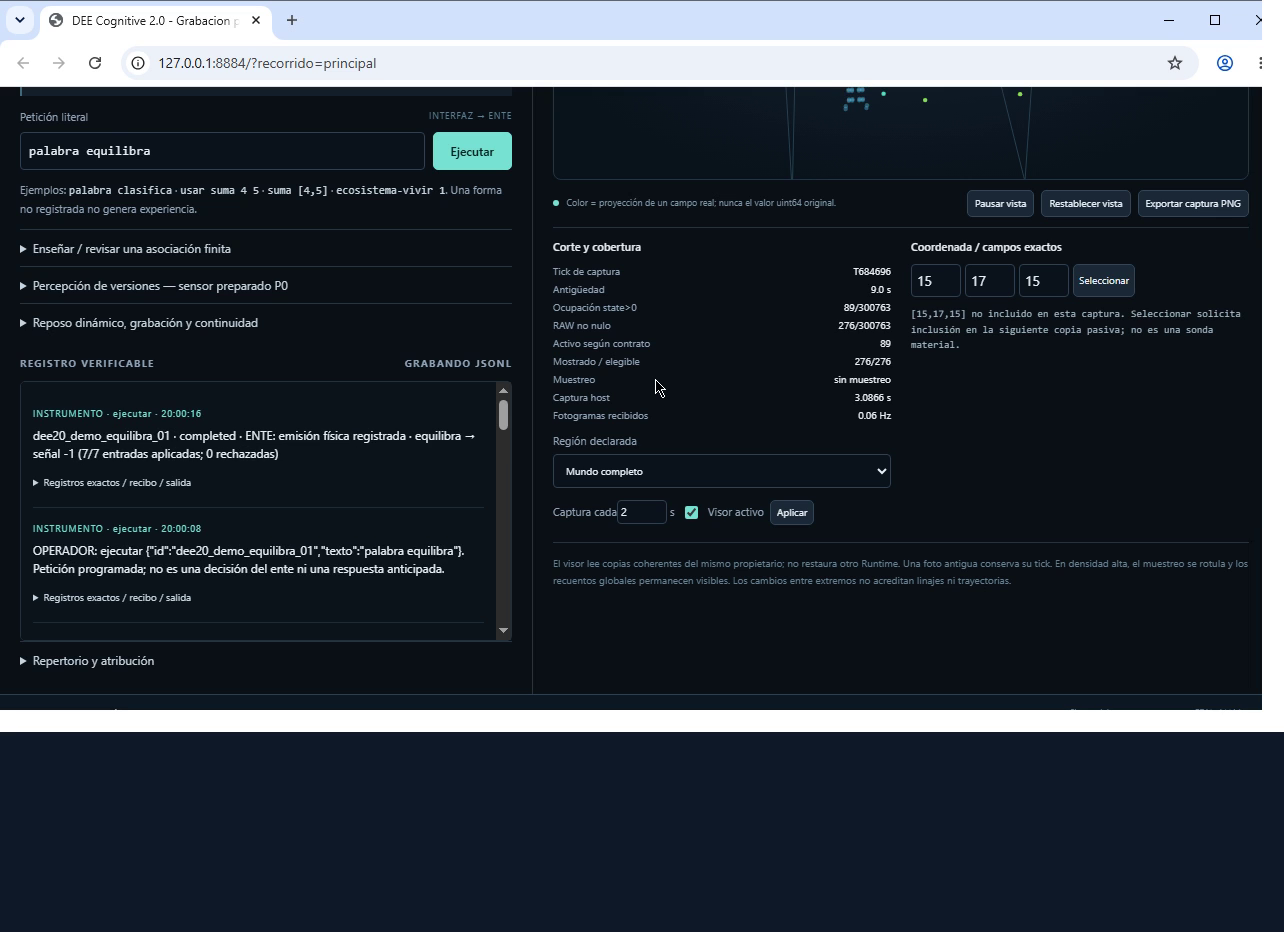 DEE Cognitive 2.0 - Grabacion
127.0.0.1:8884/?recorrido=principal
Petición literal
INTERFAZ → ENTE
palabra equilibra
Ejecutar
Ejemplos: palabra clasifica · usar suma 4 5 · suma [4,5] · ecosistema-vivir 1. Una forma
no registrada no genera experiencia.
▶ Enseñar / revisar una asociación finita
▶ Percepción de versiones — sensor preparado P0
▶ Reposo dinámico, grabación y continuidad
REGISTRO VERIFICABLE
GRABANDO JSONL
INSTRUMENTO · ejecutar · 20:00:16
dee20_demo_equilibra_01 · completed · ENTE: emisión física registrada · equilibra →
señal -1 (7/7 entradas aplicadas; 0 rechazadas)
▶ Registros exactos / recibo / salida
INSTRUMENTO · ejecutar · 20:00:08
OPERADOR: ejecutar {"id":"dee20_demo_equilibra_01","texto":"palabra equilibra"}.
Petición programada; no es una decisión del ente ni una respuesta anticipada.
▶ Registros exactos / recibo / salida
▶ Repertorio y atribución
Color = proyección de un campo real; nunca el valor uint64 original.
Pausar vista
Restablecer vista
Exportar captura PNG
Corte y cobertura
Tick de captura T684696
Antigüedad 9.0 s
Ocupación state>0 89/300763
RAW no nulo 276/300763
Activo según contrato 89
Mostrado / elegible 276/276
Muestreo sin muestreo
Captura host 3.0866 s
Fotogramas recibidos 0.06 Hz
Región declarada
Mundo completo
Captura cada 2 s Visor activo Aplicar
Coordenada / campos exactos
15 17 15 Seleccionar
[15,17,15] no incluido en esta captura. Seleccionar solicita
inclusión en la siguiente copia pasiva; no es una sonda
material.
El visor lee copias coherentes del mismo propietario; no restaura otro Runtime. Una foto antigua conserva su tick. En densidad alta, el muestreo se rotula y los
recuentos globales permanecen visibles. Los cambios entre extremos no acreditan linajes ni trayectorias.